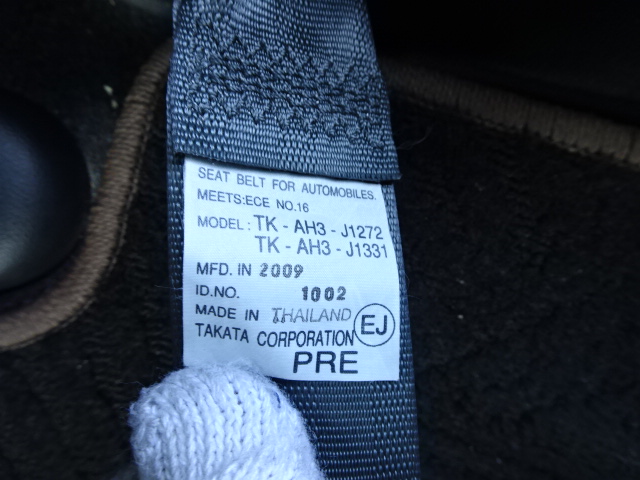 SEAT BELT FOR AUTOMOBILES.
MEETS:ECE NO.16
MODEL: TK - AH3 - J1272
TK - AH3 - J1331
MFD. IN 2009
ID.NO. 1002
MADE IN THAILAND
TAKATA CORPORATION EJ
PRE